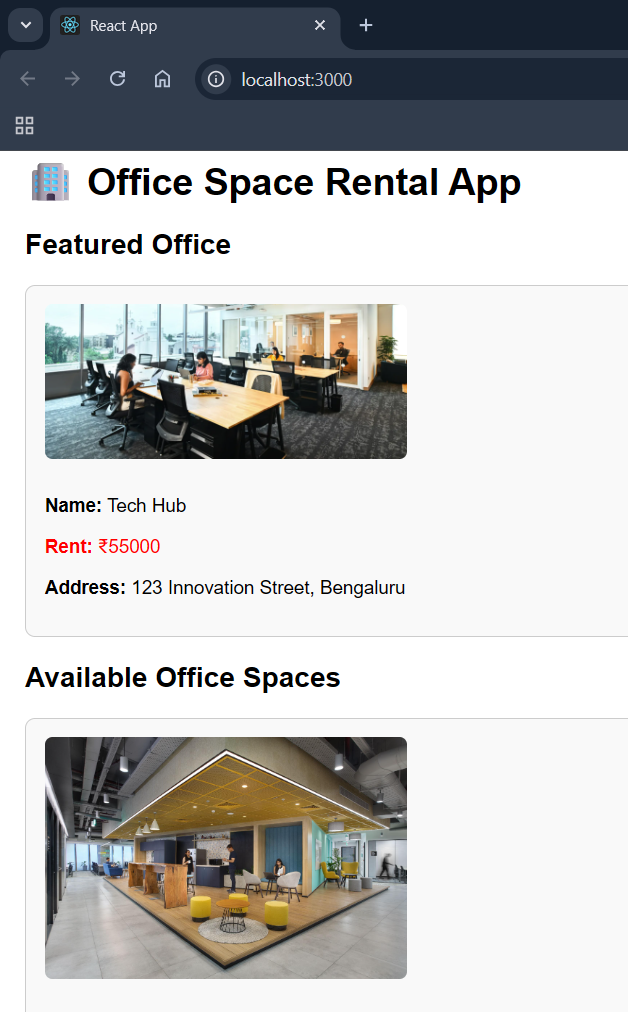 React App
localhost:3000
Office Space Rental App
Featured Office
Name: Tech Hub
Rent: ₹55000
Address: 123 Innovation Street, Bengaluru
Available Office Spaces